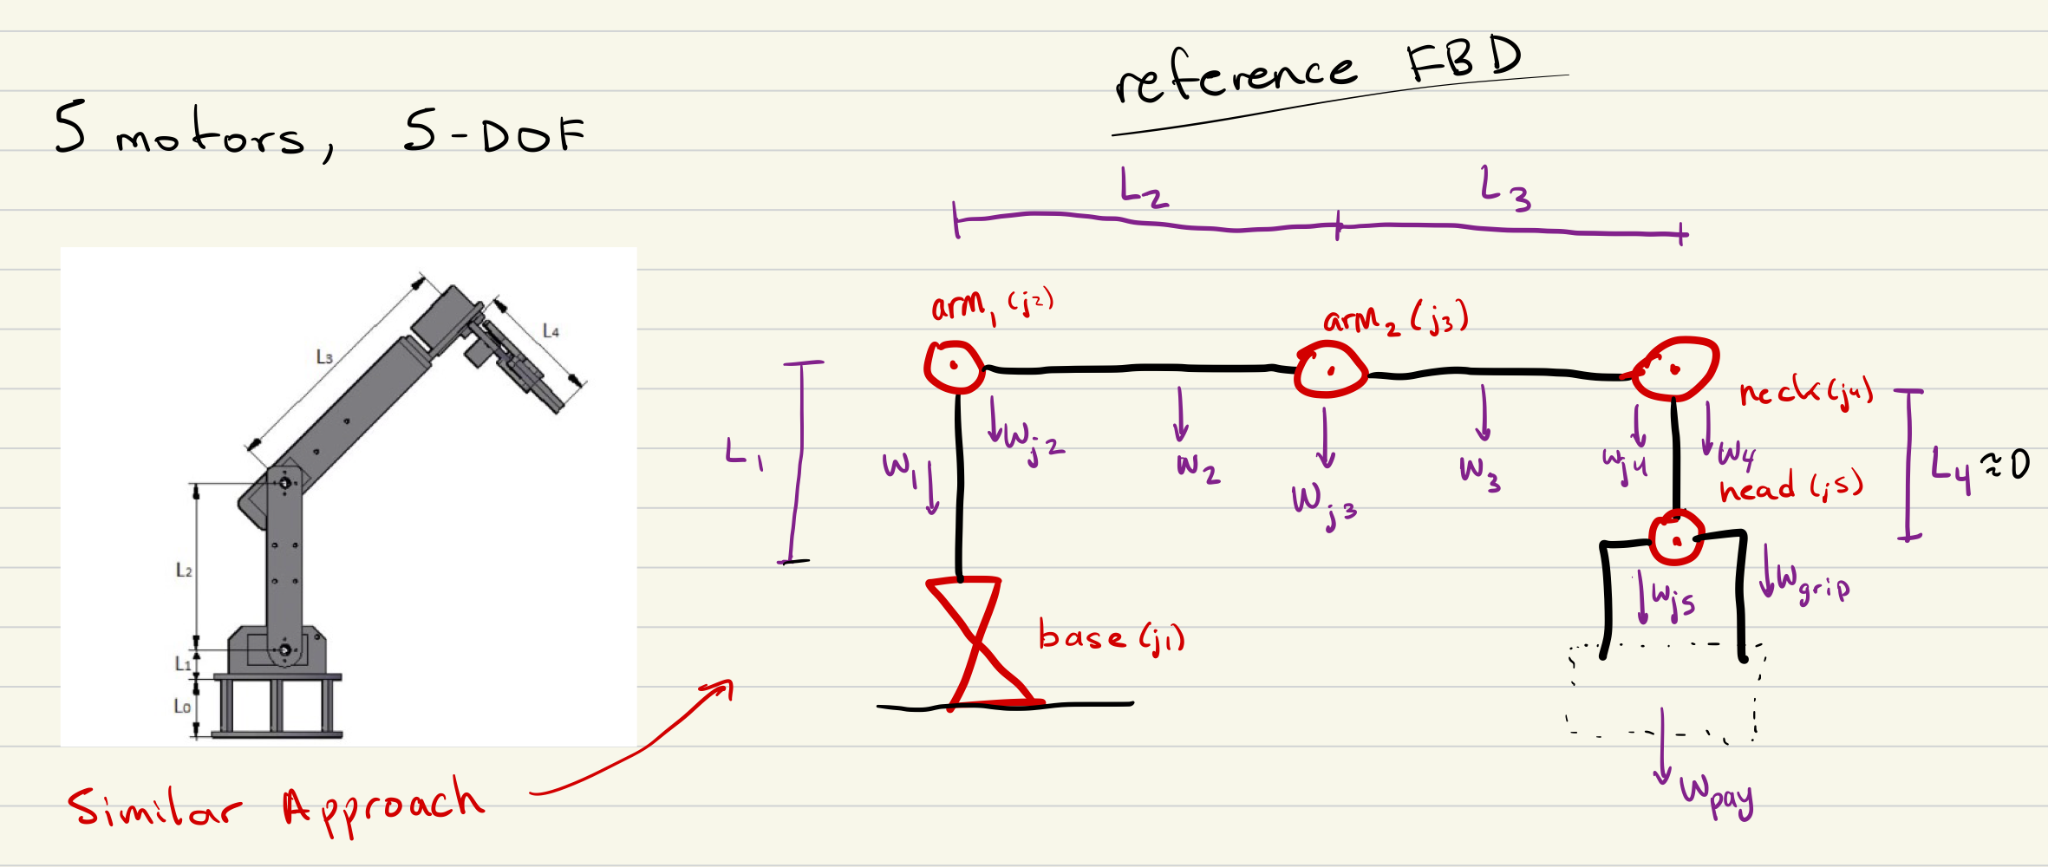 reference FBD
5 motors, 5-DOF
L2
L3
arm1 (j2)
arm2 (j3)
L3
L4
neck (j4)
L1
W1
Wj2
W2
Wj3
W3
Wj4
W4
L4 ≈ 0
head (j5)
L2
Wj5
Wgrip
base (j1)
L1
L0
Similar Approach
Wpay